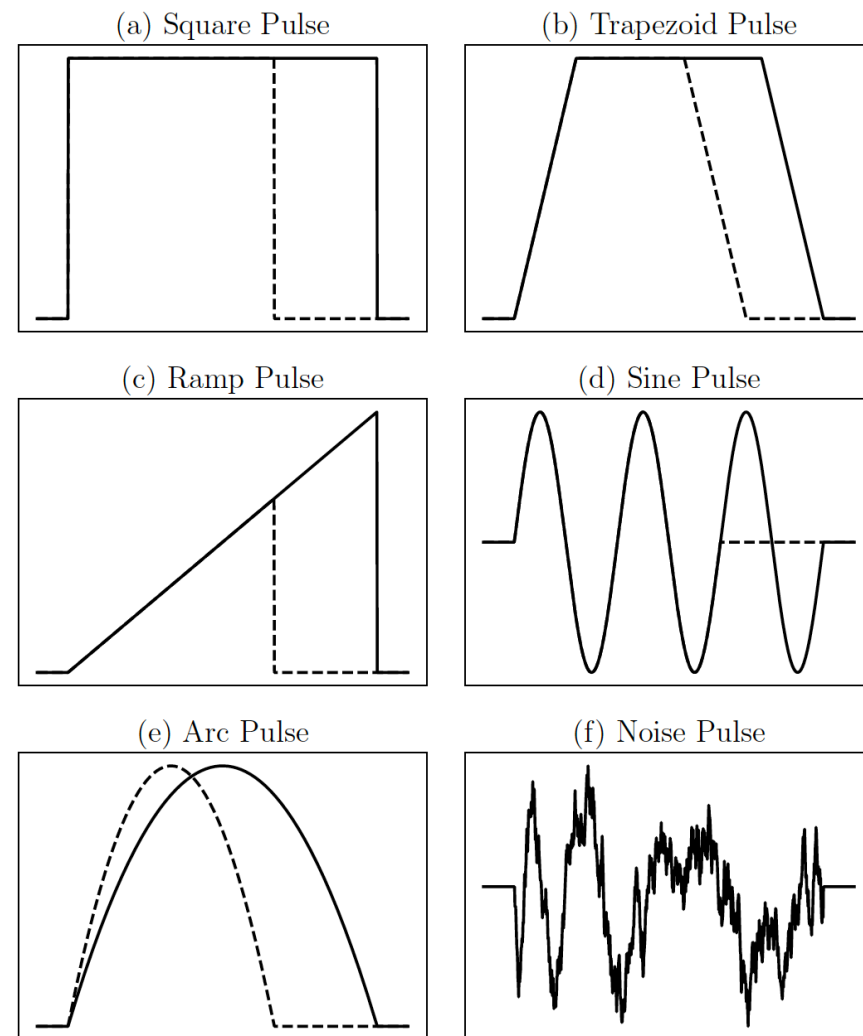 (a) Square Pulse
(b) Trapezoid Pulse
(c) Ramp Pulse
(d) Sine Pulse
(e) Arc Pulse
(f) Noise Pulse